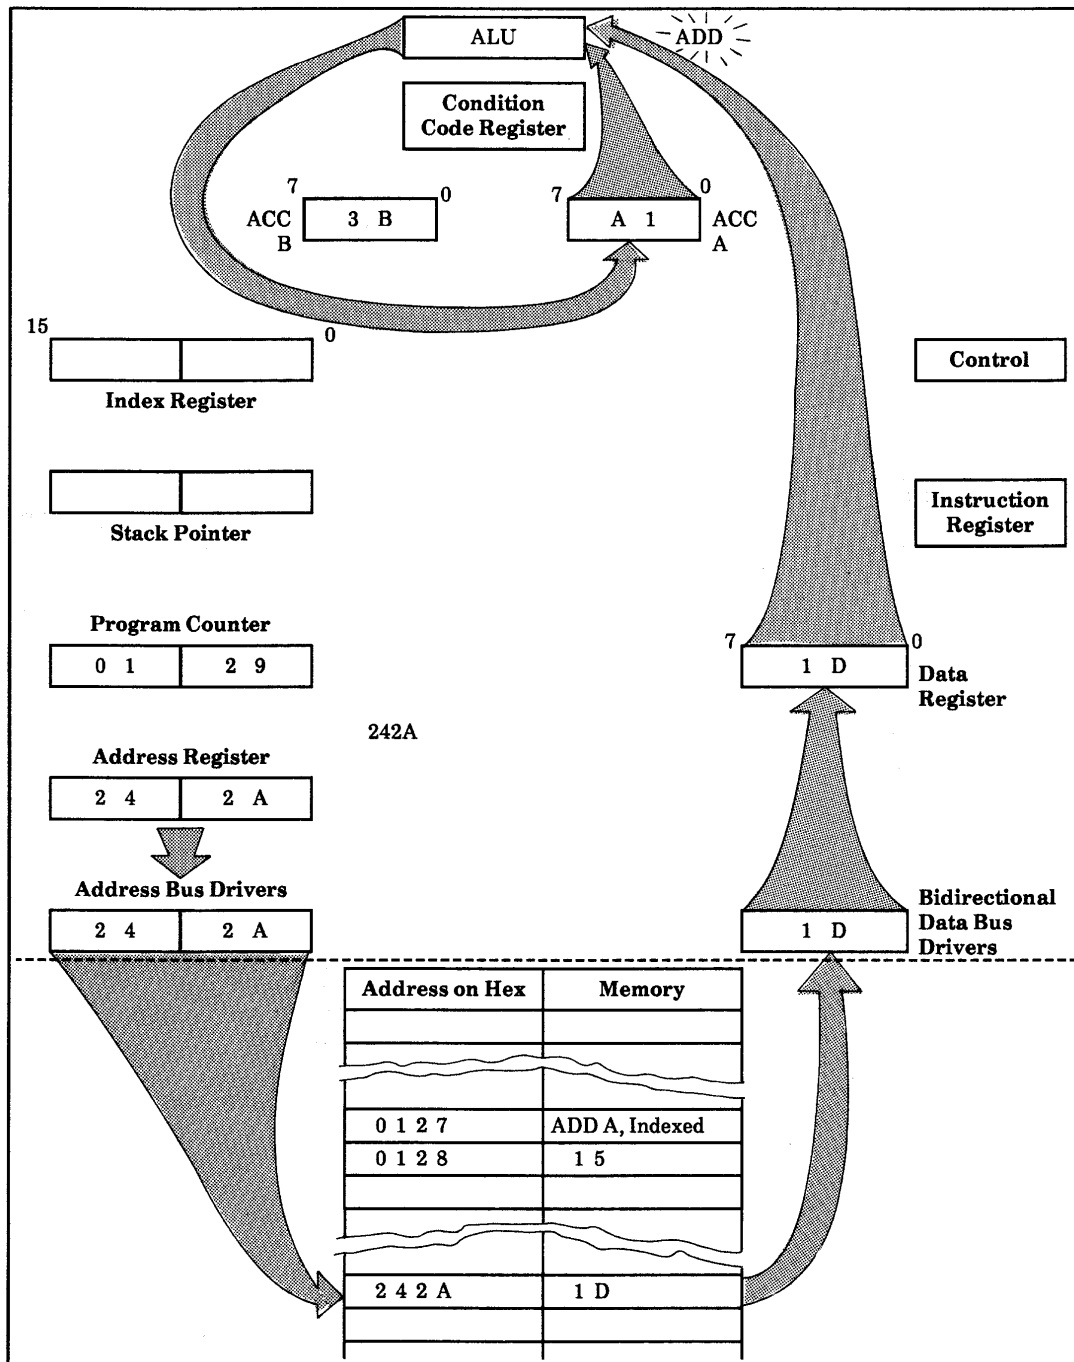 ALU
ADD
Condition
Code Register
7
0
7
0
ACC
B
3 B
A 1
ACC
A
15
0
Index Register
Control
Stack Pointer
Instruction
Register
Program Counter
0 1 2 9
7
0
1 D
Data
Register
242A
Address Register
2 4 2 A
Address Bus Drivers
2 4 2 A
1 D
Bidirectional
Data Bus
Drivers
Address on Hex Memory
0 1 2 7 ADD A, Indexed
0 1 2 8 1 5
2 4 2 A 1 D